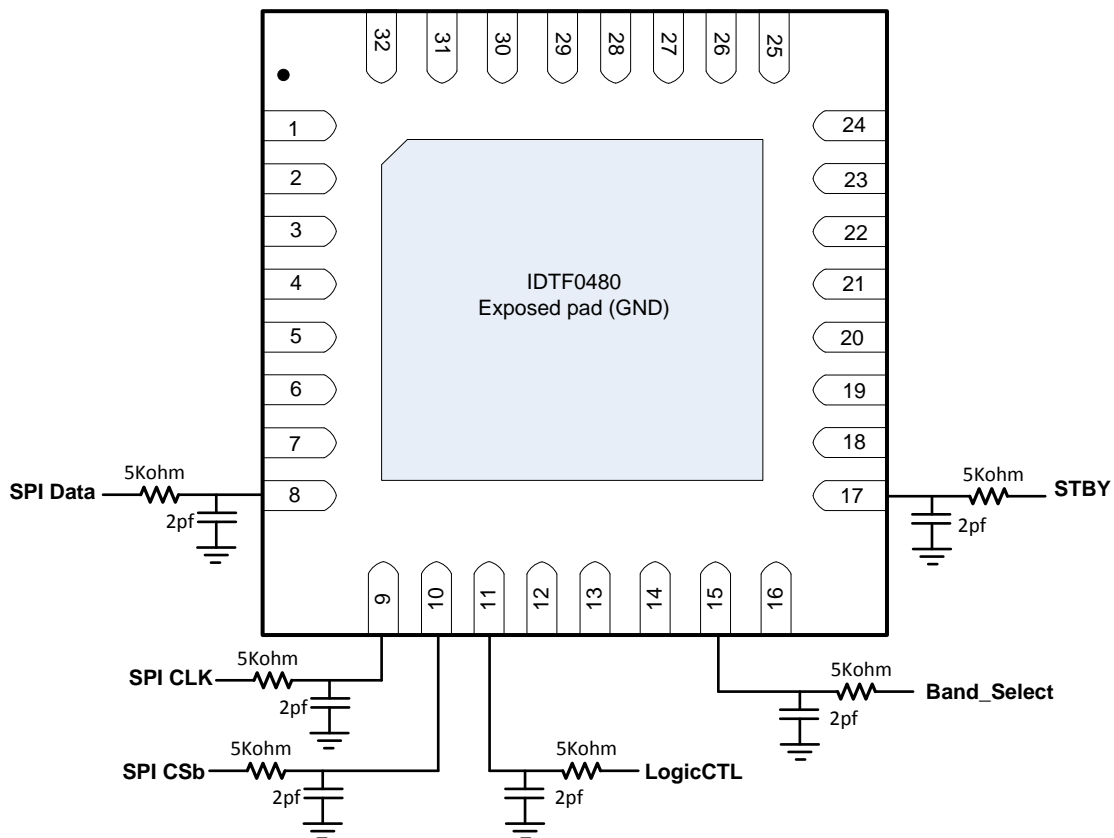 32
31
30
29
28
27
26
25
1
2
3
4
5
6
7
8
24
23
22
21
20
19
18
17
IDTF0480
Exposed pad (GND)
SPI Data
5Kohm
2pf
5Kohm
STBY
2pf
9
10
11
12
13
14
15
16
5Kohm
SPI CLK
2pf
5Kohm
Band_Select
2pf
5Kohm
SPI CSb
2pf
5Kohm
LogicCTL
2pf